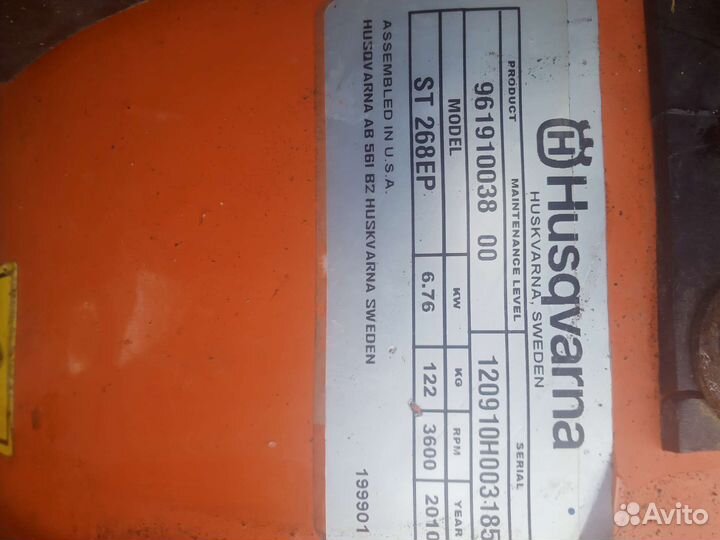 Husqvarna
HUSKVARNA, SWEDEN
PRODUCT MAINTENANCE LEVEL SERIAL
961910038 00 120910H003185
MODEL KW KG RPM YEAR
ST 268EP 6.76 122 3600 2010
ASSEMBLED IN U.S.A.
HUSQVARNA AB 561 82 HUSKVARNA SWEDEN
199901
Avito